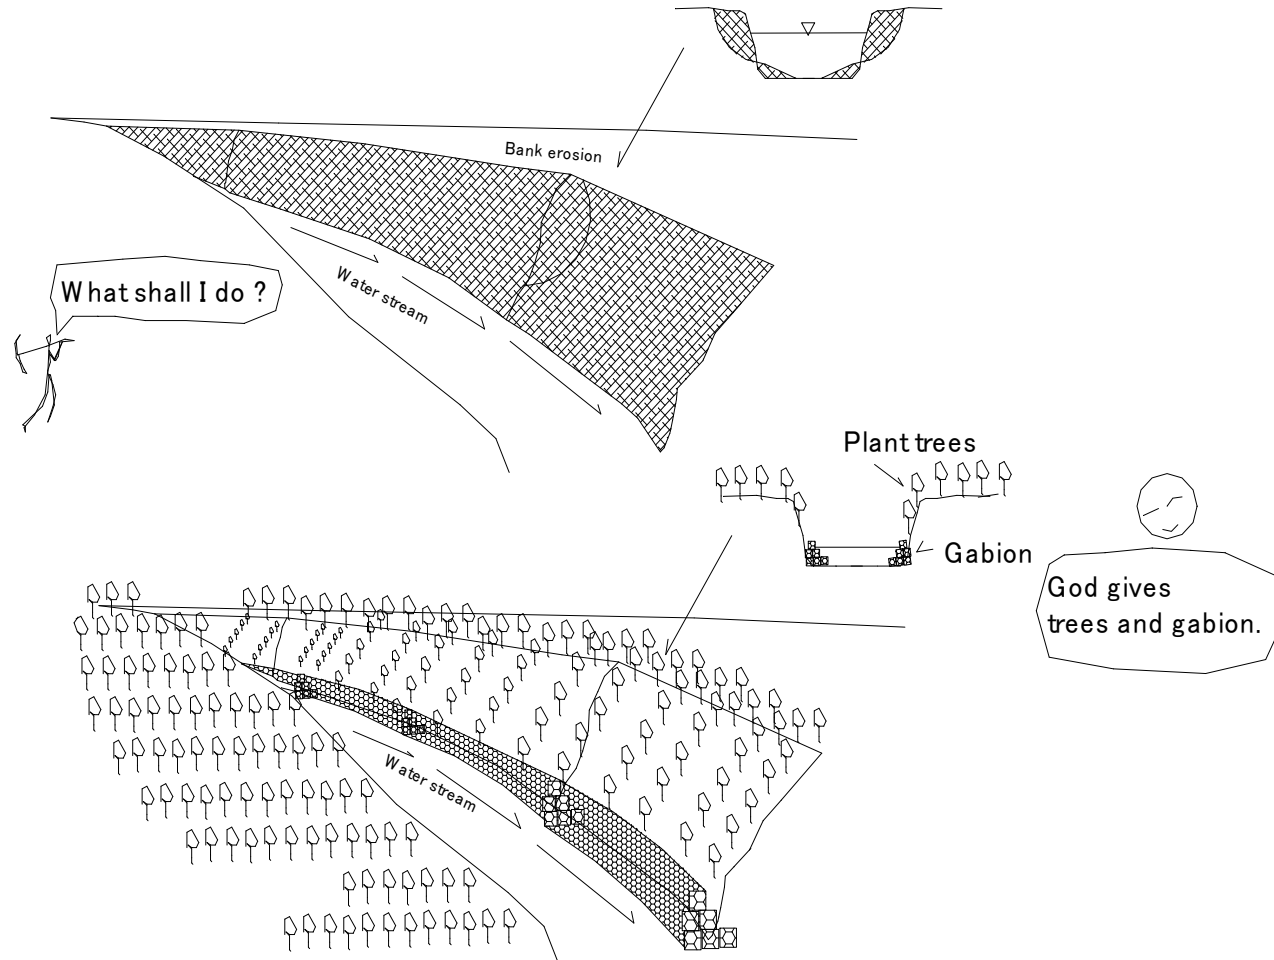 Bank erosion
Water stream
What shall I do ?
Plant trees
Gabion
God gives
trees and gabion.
Water stream